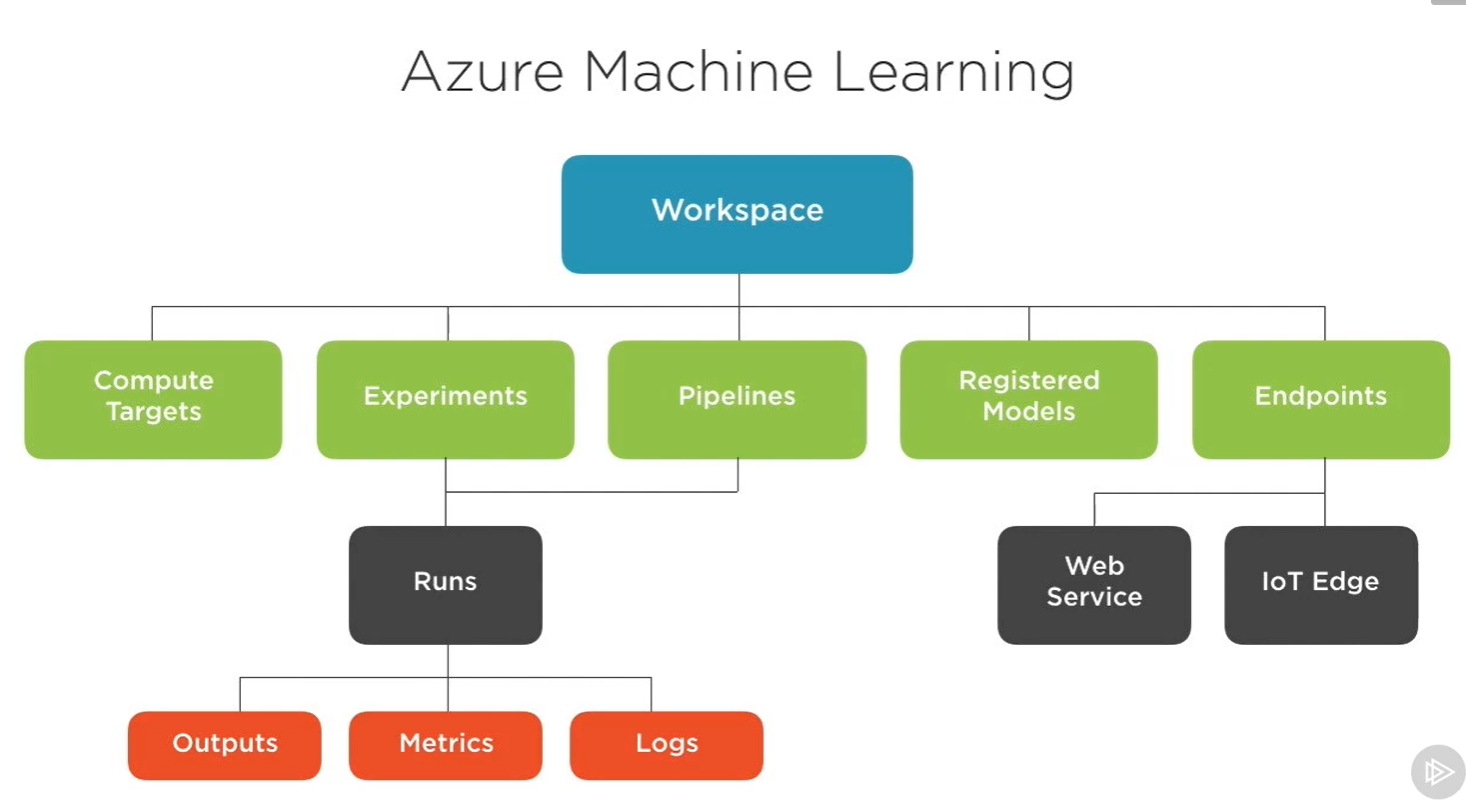 Azure Machine Learning
Workspace
Compute
Targets
Experiments
Pipelines
Registered
Models
Endpoints
Runs
Web
Service
IoT Edge
Outputs
Metrics
Logs